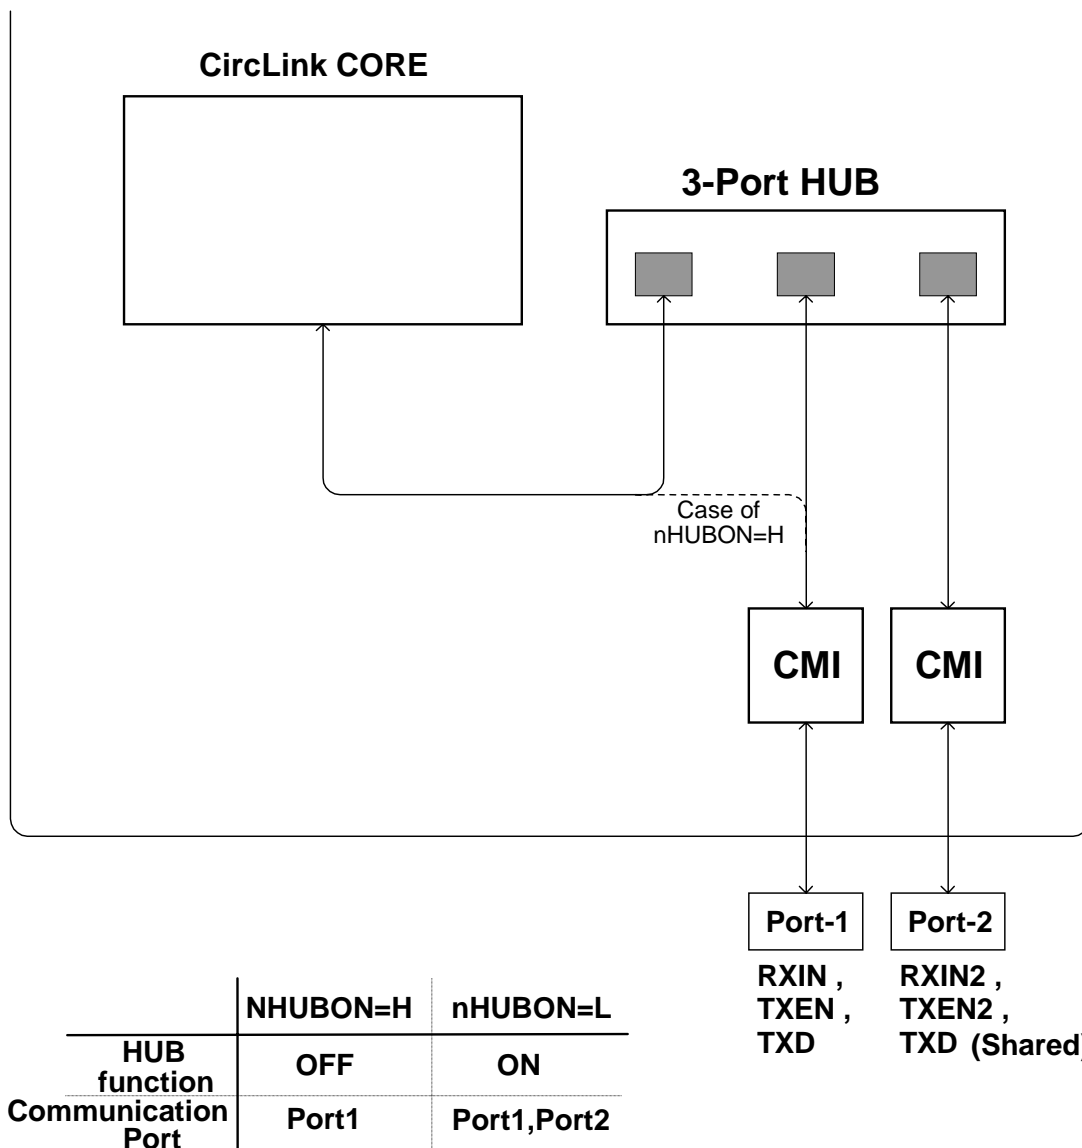 CircLink CORE
3-Port HUB
Case of
nHUBON=H
CMI
CMI
Port-1
Port-2
RXIN ,
TXEN ,
TXD
RXIN2 ,
TXEN2 ,
TXD (Shared)
NHUBON=H nHUBON=L
HUB
function
OFF ON
Communication
Port
Port1 Port1,Port2